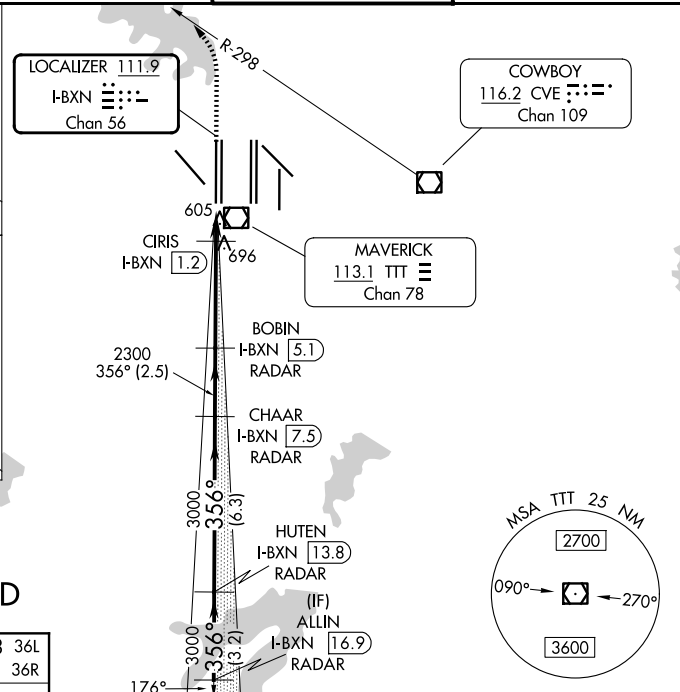 R-298
LOCALIZER 111.9
I-BXN
Chan 56
COWBOY
116.2 CVE
Chan 109
605
CIRIS
I-BXN 1.2
696
MAVERICK
113.1 TTT
Chan 78
BOBIN
I-BXN 5.1
RADAR
2300
356° (2.5)
CHAAR
I-BXN 7.5
RADAR
3000
356°
(6.3)
HUTEN
I-BXN 13.8
RADAR
(IF)
ALLIN
I-BXN 16.9
RADAR
3000
356°
(3.2)
176°
MSA TTT 25 NM
2700
090°
270°
3600
D
36L
36R